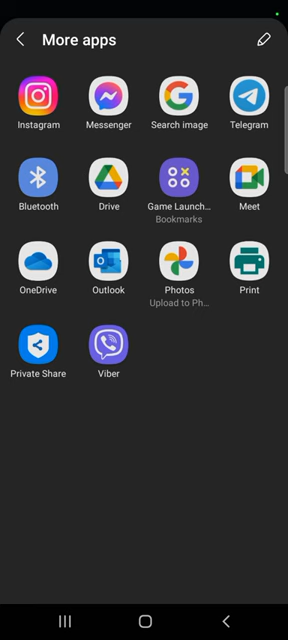 More apps
Instagram
Messenger
Search image
Telegram
Bluetooth
Drive
Game Launch...
Bookmarks
Meet
OneDrive
Outlook
Photos
Upload to Ph...
Print
Private Share
Viber